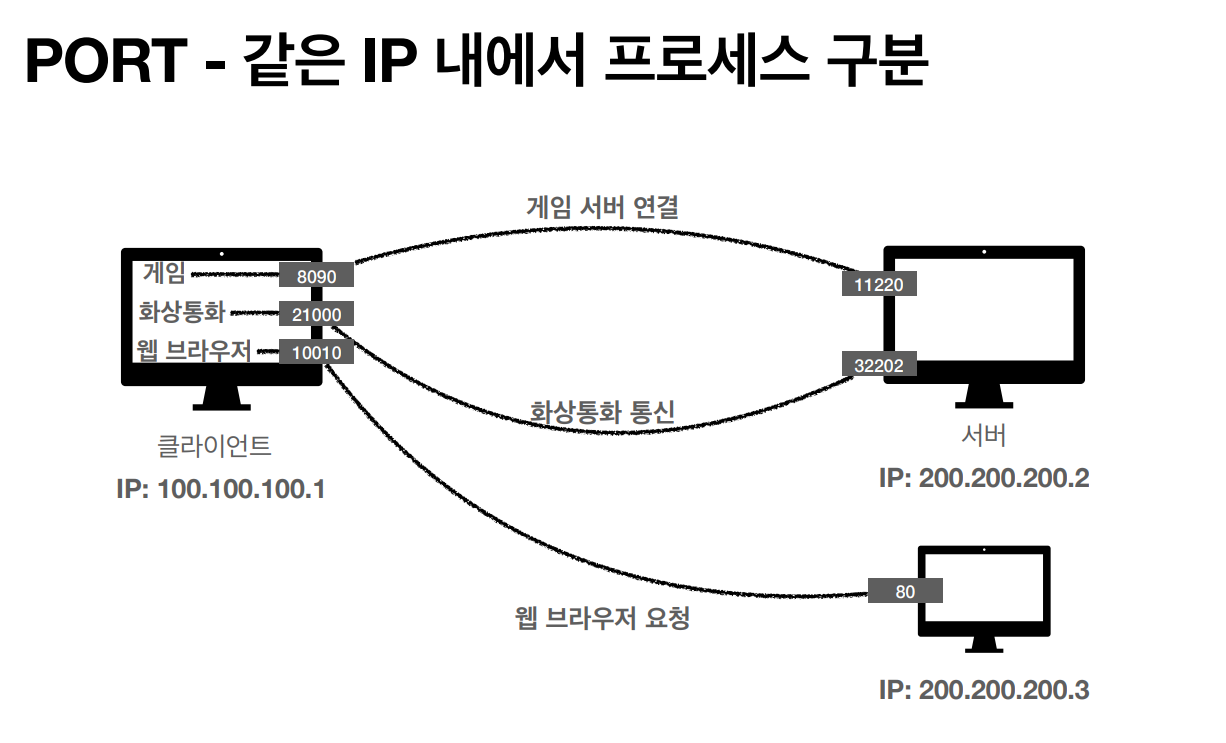 PORT - 같은 IP 내에서 프로세스 구분
게임 서버 연결
게임
8090
화상통화
21000
웹 브라우저
10010
11220
32202
화상통화 통신
클라이언트
IP: 100.100.100.1
서버
IP: 200.200.200.2
80
웹 브라우저 요청
IP: 200.200.200.3